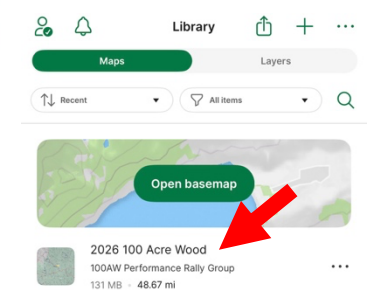 Library
Maps Layers
Recent All items
Open basemap
2026 100 Acre Wood
100AW Performance Rally Group
131 MB - 48.67 mi